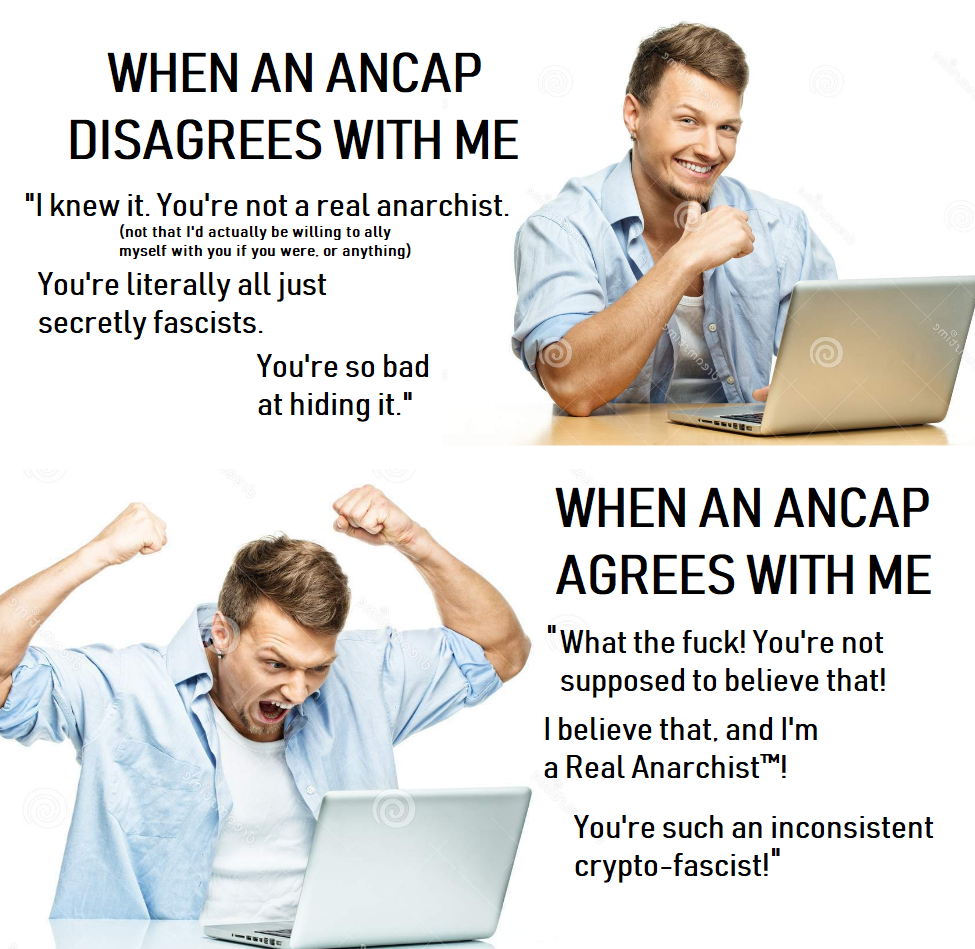 WHEN AN ANCAP
DISAGREES WITH ME
"I knew it. You're not a real anarchist.
(not that I'd actually be willing to ally
myself with you if you were, or anything)
You're literally all just
secretly fascists.
You're so bad
at hiding it."
WHEN AN ANCAP
AGREES WITH ME
"What the fuck! You're not
supposed to believe that!
I believe that, and I'm
a Real Anarchist™!
You're such an inconsistent
crypto-fascist!"